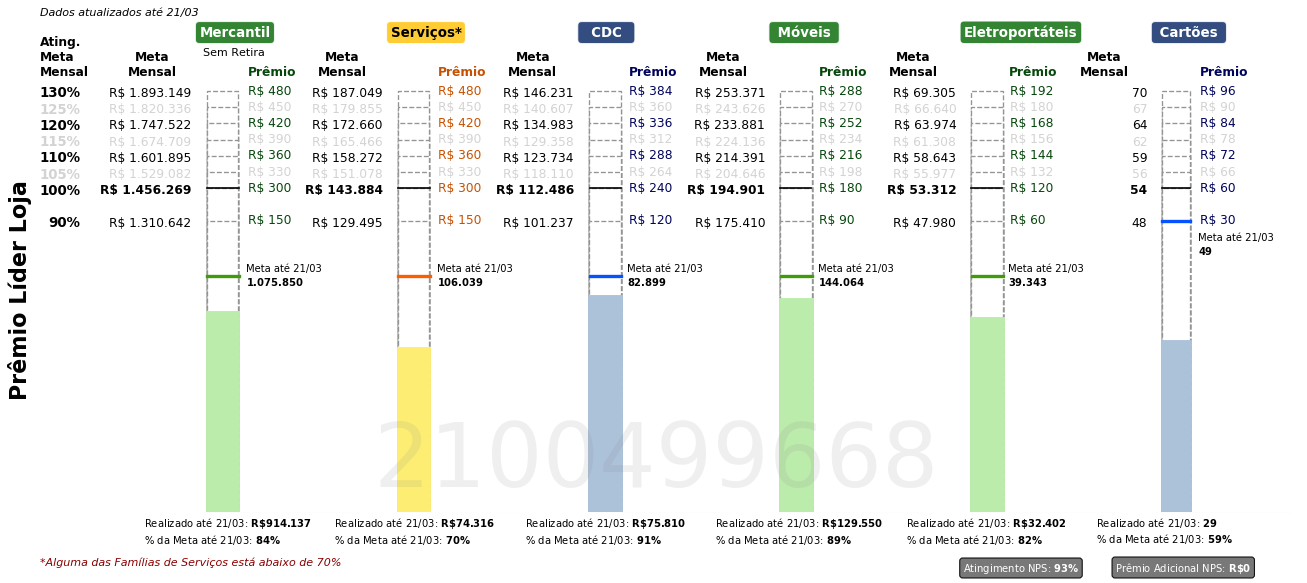 Dados atualizados até 21/03
Mercantil Serviços* CDC Móveis Eletroportáteis Cartões
Sem Retira
Ating. Meta Mensal Meta Mensal Prêmio Meta Mensal Prêmio Meta Mensal Prêmio Meta Mensal Prêmio Meta Mensal Prêmio Meta Mensal Prêmio
130% R$ 1.893.149 R$ 480 R$ 187.049 R$ 480 R$ 146.231 R$ 384 R$ 253.371 R$ 288 R$ 69.305 R$ 192 70 R$ 96
125% R$ 1.820.336 R$ 450 R$ 179.855 R$ 450 R$ 140.607 R$ 360 R$ 243.626 R$ 270 R$ 66.640 R$ 180 67 R$ 90
120% R$ 1.747.522 R$ 420 R$ 172.660 R$ 420 R$ 134.983 R$ 336 R$ 233.881 R$ 252 R$ 63.974 R$ 168 64 R$ 84
115% R$ 1.674.709 R$ 390 R$ 165.466 R$ 390 R$ 129.358 R$ 312 R$ 224.136 R$ 234 R$ 61.308 R$ 156 62 R$ 78
110% R$ 1.601.895 R$ 360 R$ 158.272 R$ 360 R$ 123.734 R$ 288 R$ 214.391 R$ 216 R$ 58.643 R$ 144 59 R$ 72
105% R$ 1.529.082 R$ 330 R$ 151.078 R$ 330 R$ 118.110 R$ 264 R$ 204.646 R$ 198 R$ 55.977 R$ 132 56 R$ 66
100% R$ 1.456.269 R$ 300 R$ 143.884 R$ 300 R$ 112.486 R$ 240 R$ 194.901 R$ 180 R$ 53.312 R$ 120 54 R$ 60
90% R$ 1.310.642 R$ 150 R$ 129.495 R$ 150 R$ 101.237 R$ 120 R$ 175.410 R$ 90 R$ 47.980 R$ 60 48 R$ 30
Meta até 21/03
49
Meta até 21/03 Meta até 21/03 Meta até 21/03 Meta até 21/03 Meta até 21/03
1.075.850 106.039 82.899 144.064 39.343
Prêmio Líder Loja
2100499668
Realizado até 21/03: R$914.137 Realizado até 21/03: R$74.316 Realizado até 21/03: R$75.810 Realizado até 21/03: R$129.550 Realizado até 21/03: R$32.402 Realizado até 21/03: 29
% da Meta até 21/03: 84% % da Meta até 21/03: 70% % da Meta até 21/03: 91% % da Meta até 21/03: 89% % da Meta até 21/03: 82% % da Meta até 21/03: 59%
*Alguma das Famílias de Serviços está abaixo de 70% Atingimento NPS: 93% Prêmio Adicional NPS: R$0